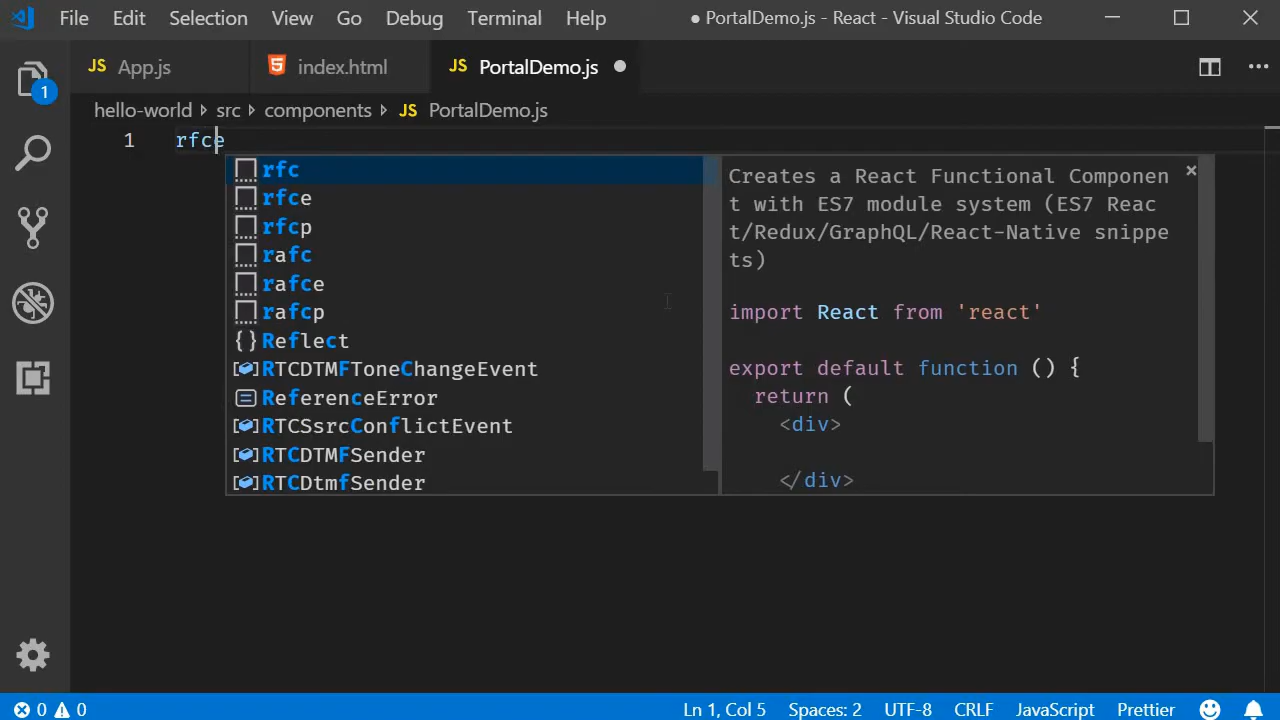 File Edit Selection View Go Debug Terminal Help ● PortalDemo.js - React - Visual Studio Code
JS App.js index.html JS PortalDemo.js
1
hello-world src components JS PortalDemo.js
1 rfce
rfc
rfce
rfcp
rafc
rafce
rafcp
{}Reflect
RTCDTMFToneChangeEvent
ReferenceError
RTCSsrcConflictEvent
RTCDTMFSender
RTCDtmfSender
Creates a React Functional Componen
t with ES7 module system (ES7 Reac
t/Redux/GraphQL/React-Native snippe
ts)
import React from 'react'
export default function () {
return (
<div>
</div>
0 0 Ln 1, Col 5 Spaces: 2 UTF-8 CRLF JavaScript Prettier